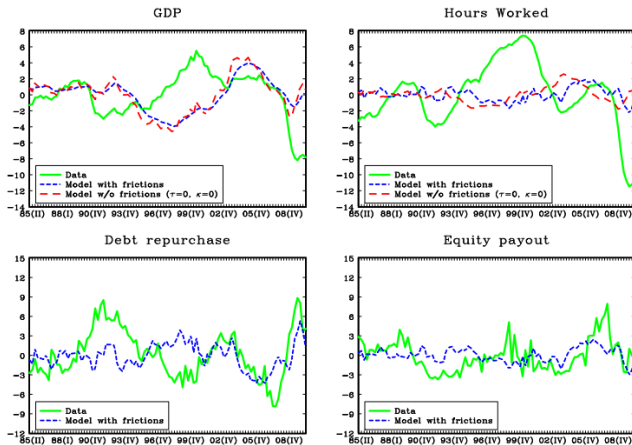 GDP
8
6
4
2
0
-2
-4
-6
-8
-10
-12
-14
85(II) 88(I) 90(IV) 93(IV) 96(IV) 99(IV) 02(IV) 05(IV) 08(IV)
Data
Model with frictions
Model w/o frictions (τ=0, κ=0)
Hours Worked
8
6
4
2
0
-2
-4
-6
-8
-10
-12
-14
85(II) 88(I) 90(IV) 93(IV) 96(IV) 99(IV) 02(IV) 05(IV) 08(IV)
Data
Model with frictions
Model w/o frictions (τ=0, κ=0)
Debt repurchase
15
12
9
6
3
0
-3
-6
-9
-12
85(II) 88(I) 90(IV) 93(IV) 96(IV) 99(IV) 02(IV) 05(IV) 08(IV)
Data
Model with frictions
Equity payout
15
12
9
6
3
0
-3
-6
-9
-12
85(II) 88(I) 90(IV) 93(IV) 96(IV) 99(IV) 02(IV) 05(IV) 08(IV)
Data
Model with frictions